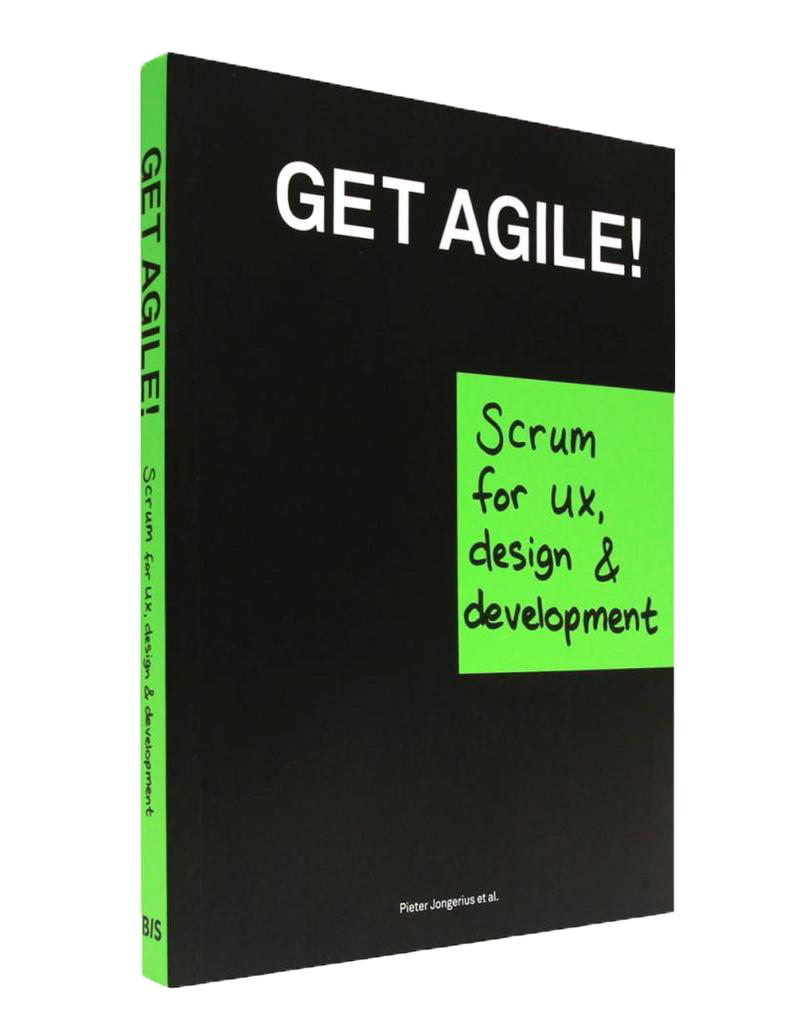 GET AGILE!
Scrum for ux, design & development
BIS
GET AGILE!
Scrum
for ux,
design &
development
Pieter Jongerius et al.